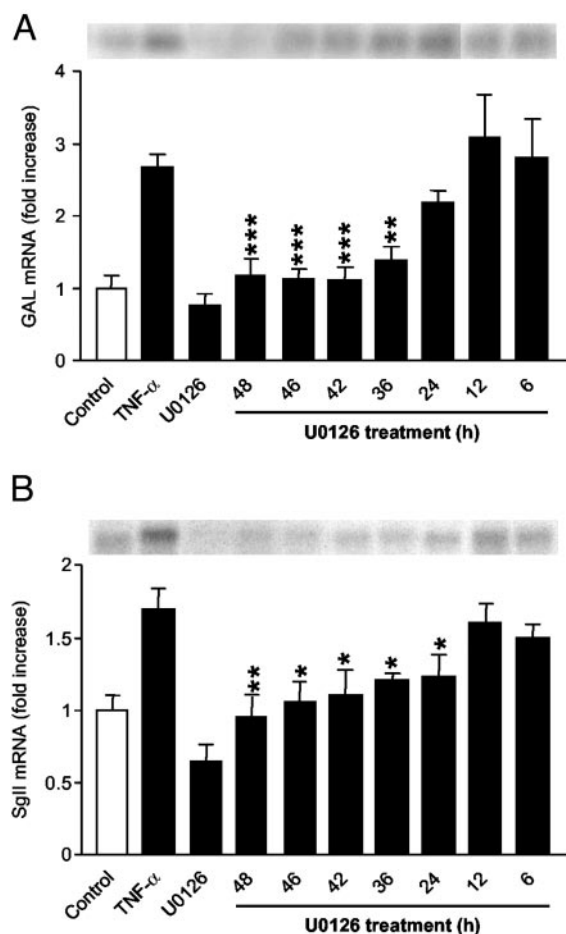 A
GAL mRNA (fold increase)
4
3
2
1
0
*** *** *** **
Control TNF-α U0126 48 46 42 36 24 12 6
U0126 treatment (h)
B
SgII mRNA (fold increase)
2
1.5
1
0.5
0
** * * * *
Control TNF-α U0126 48 46 42 36 24 12 6
U0126 treatment (h)